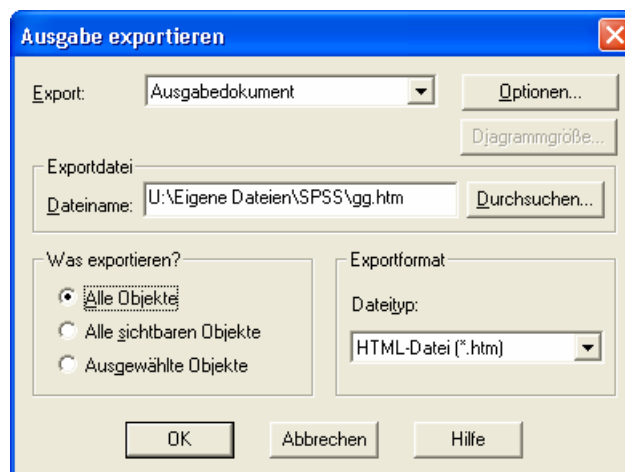 Ausgabe exportieren
Export: Ausgabedokument Optionen...
Diagrammgröße...
Exportdatei
Dateiname: U:\Eigene Dateien\SPSS\gg.htm Durchsuchen...
Was exportieren? Exportformat
Alle Objekte
Dateityp:
Alle sichtbaren Objekte
HTML-Datei (*.htm)
Ausgewählte Objekte
OK Abbrechen Hilfe